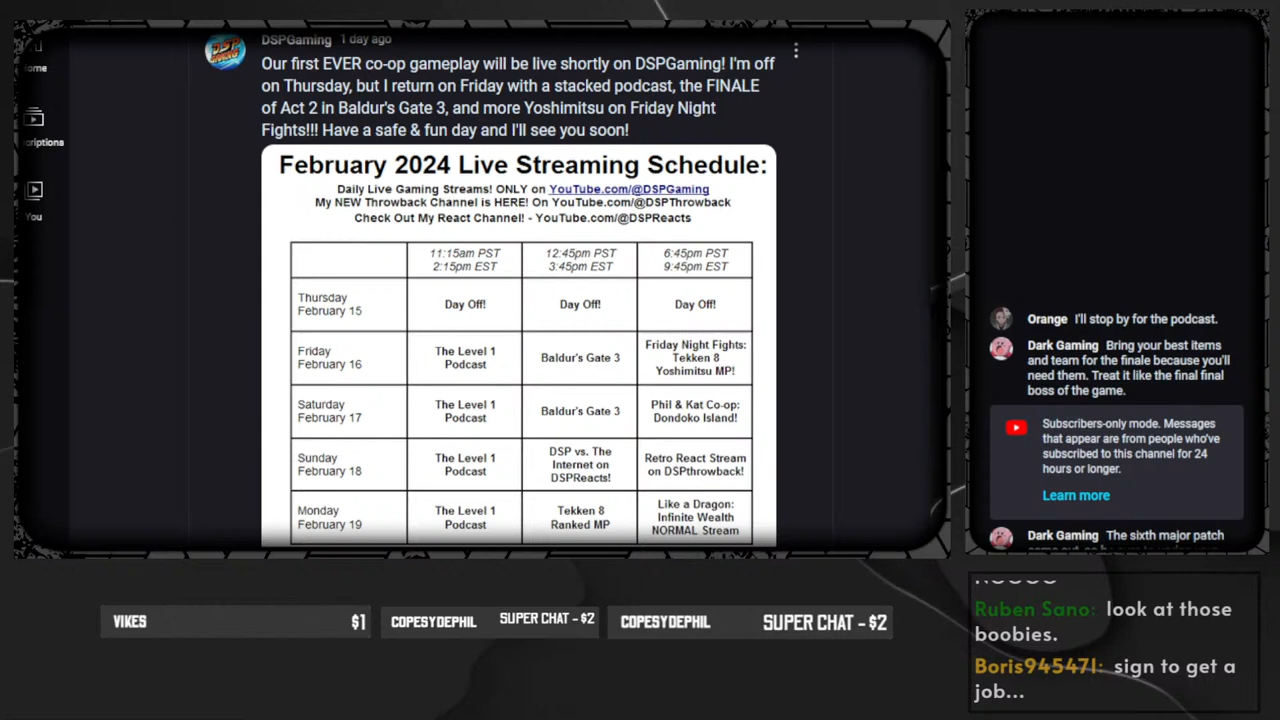 Home
criptions
You
DSP GAMING
DSPGaming 1 day ago
Our first EVER co-op gameplay will be live shortly on DSPGaming! I'm off
on Thursday, but I return on Friday with a stacked podcast, the FINALE
of Act 2 in Baldur's Gate 3, and more Yoshimitsu on Friday Night
Fights!!! Have a safe & fun day and I'll see you soon!
February 2024 Live Streaming Schedule:
Daily Live Gaming Streams! ONLY on YouTube.com/@DSPGaming
My NEW Throwback Channel is HERE! On YouTube.com/@DSPThrowback
Check Out My React Channel! - YouTube.com/@DSPReacts
11:15am PST
2:15pm EST
12:45pm PST
3:45pm EST
6:45pm PST
9:45pm EST
Thursday
February 15
Day Off!
Day Off!
Day Off!
Friday
February 16
The Level 1
Podcast
Baldur's Gate 3
Friday Night Fights:
Tekken 8
Yoshimitsu MP!
Saturday
February 17
The Level 1
Podcast
Baldur's Gate 3
Phil & Kat Co-op:
Dondoko Island!
Sunday
February 18
The Level 1
Podcast
DSP vs. The
Internet on
DSPReacts!
Retro React Stream
on DSPthrowback!
Monday
February 19
The Level 1
Podcast
Tekken 8
Ranked MP
Like a Dragon:
Infinite Wealth
NORMAL Stream
Orange I'll stop by for the podcast.
Dark Gaming Bring your best items
and team for the finale because you'll
need them. Treat it like the final final
boss of the game.
Subscribers-only mode. Messages
that appear are from people who've
subscribed to this channel for 24
hours or longer.
Learn more
Dark Gaming The sixth major patch
VIKES $1
COPESYDEPHIL SUPER CHAT - $2
COPESYDEPHIL SUPER CHAT - $2
Ruben Sano: look at those
boobies.
Boris94547l: sign to get a
job...